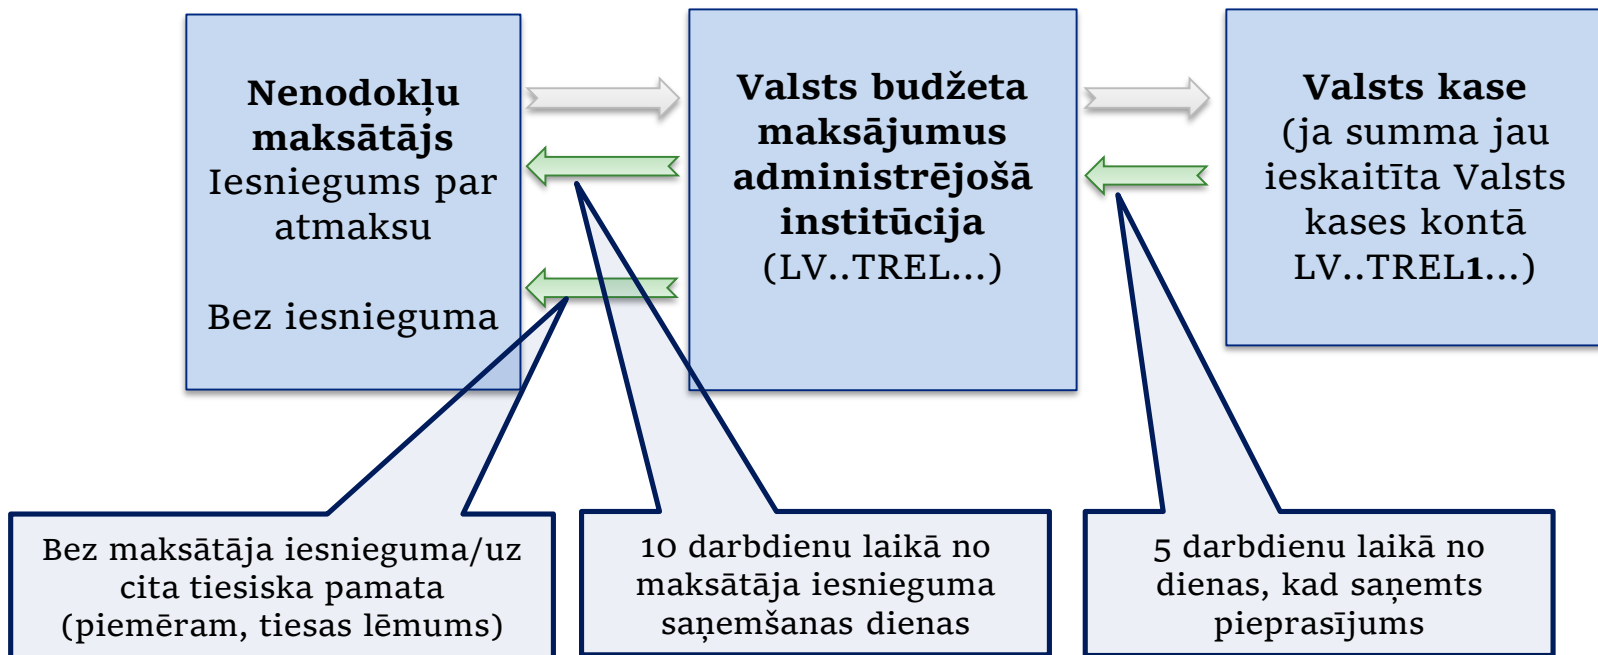 Nenodokļu
maksātājs
Iesniegums par
atmaksu
Bez iesnieguma
Valsts budžeta
maksājumus
administrējošā
institūcija
(LV..TREL...)
Valsts kase
(ja summa jau
ieskaitīta Valsts
kases kontā
LV..TREL1...)
Bez maksātāja iesnieguma/uz
cita tiesiska pamata
(piemēram, tiesas lēmums)
10 darbdienu laikā no
maksātāja iesnieguma
saņemšanas dienas
5 darbdienu laikā no
dienas, kad saņemts
pieprasījums